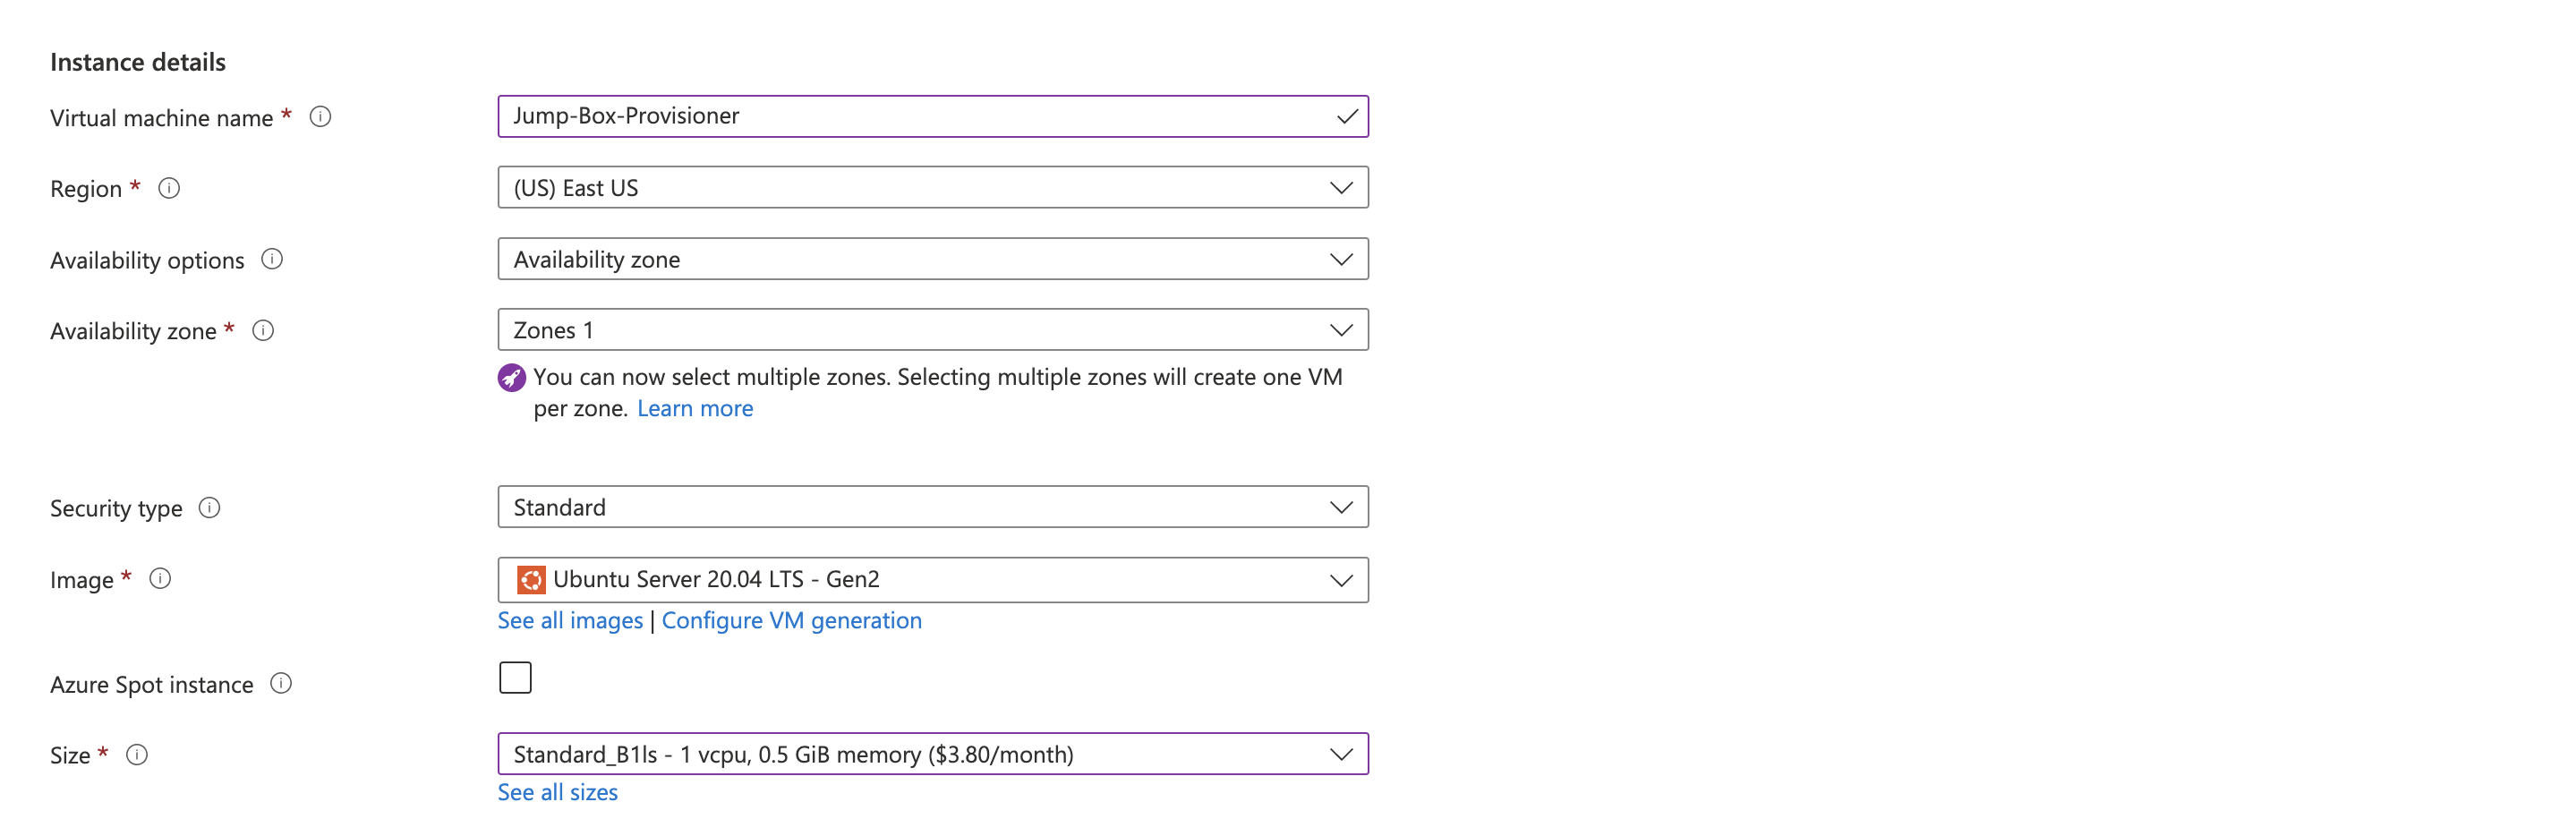 Instance details
Virtual machine name * Jump-Box-Provisioner
Region * (US) East US
Availability options Availability zone
Availability zone * Zones 1
You can now select multiple zones. Selecting multiple zones will create one VM
per zone. Learn more
Security type Standard
Image * Ubuntu Server 20.04 LTS - Gen2
See all images | Configure VM generation
Azure Spot instance
Size * Standard_B1ls - 1 vcpu, 0.5 GiB memory ($3.80/month)
See all sizes